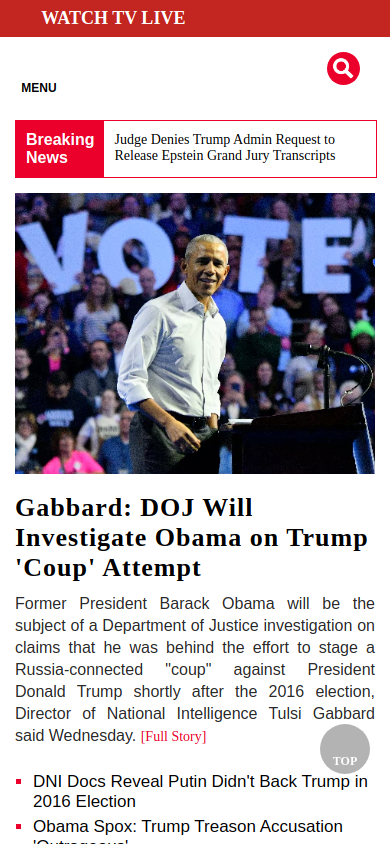 WATCH TV LIVE
MENU
Breaking
News
Judge Denies Trump Admin Request to
Release Epstein Grand Jury Transcripts
VOTE
Gabbard: DOJ Will
Investigate Obama on Trump
'Coup' Attempt
Former President Barack Obama will be the
subject of a Department of Justice investigation on
claims that he was behind the effort to stage a
Russia-connected "coup" against President
Donald Trump shortly after the 2016 election,
Director of National Intelligence Tulsi Gabbard
said Wednesday. [Full Story]
TOP
DNI Docs Reveal Putin Didn't Back Trump in
2016 Election
Obama Spox: Trump Treason Accusation
'Outrageous'